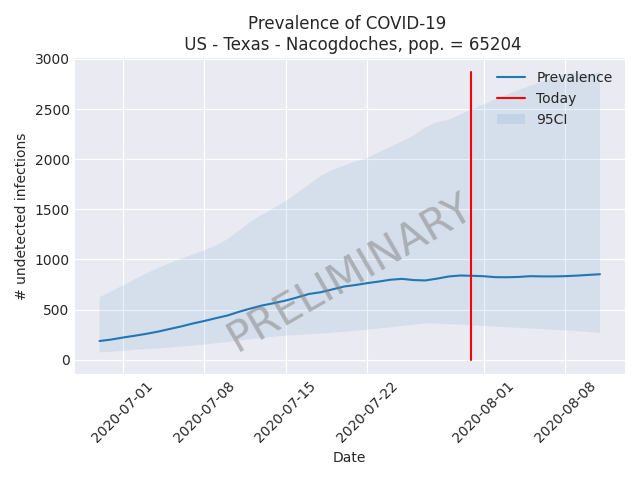 Prevalence of COVID-19
US - Texas - Nacogdoches, pop. = 65204
3000
2500
2000
1500
1000
500
0
# undetected infections
Prevalence
Today
95CI
PRELIMINARY
2020-07-01
2020-07-08
2020-07-15
2020-07-22
2020-08-01
2020-08-08
Date